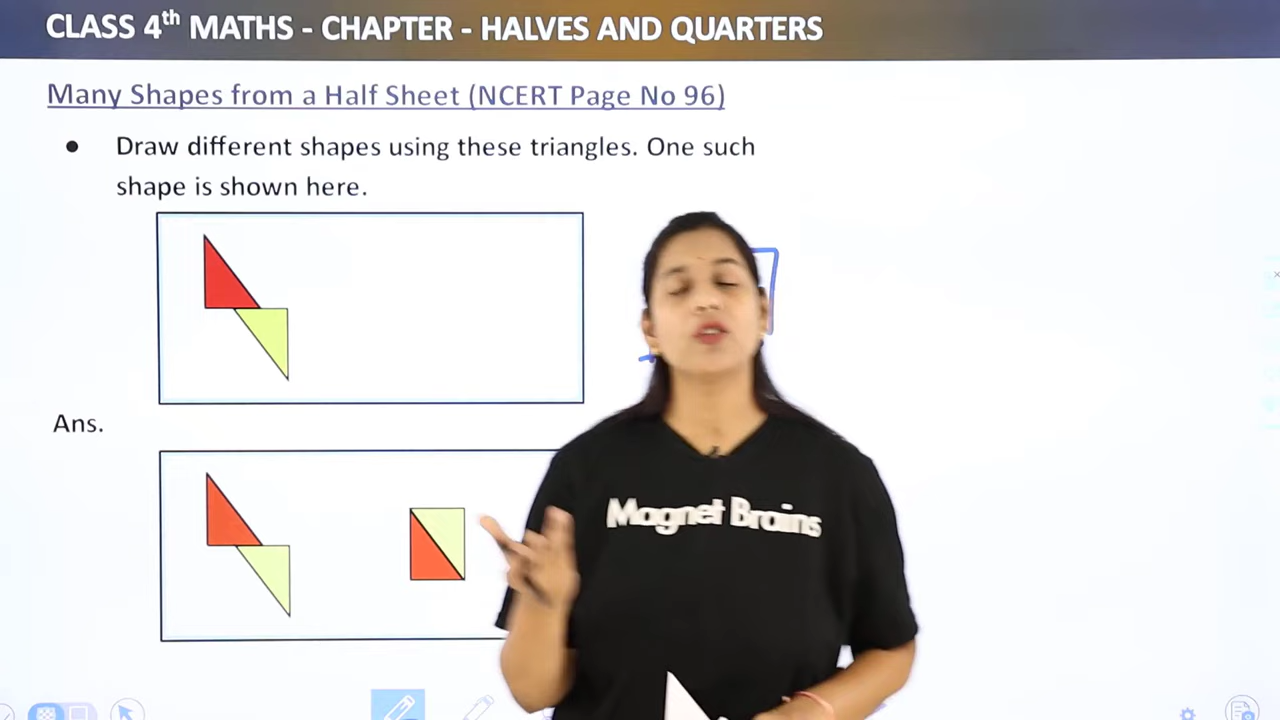 CLASS 4th MATHS - CHAPTER - HALVES AND QUARTERS
Many Shapes from a Half Sheet (NCERT Page No 96)
● Draw different shapes using these triangles. One such
shape is shown here.
Ans.
Magnet Brains